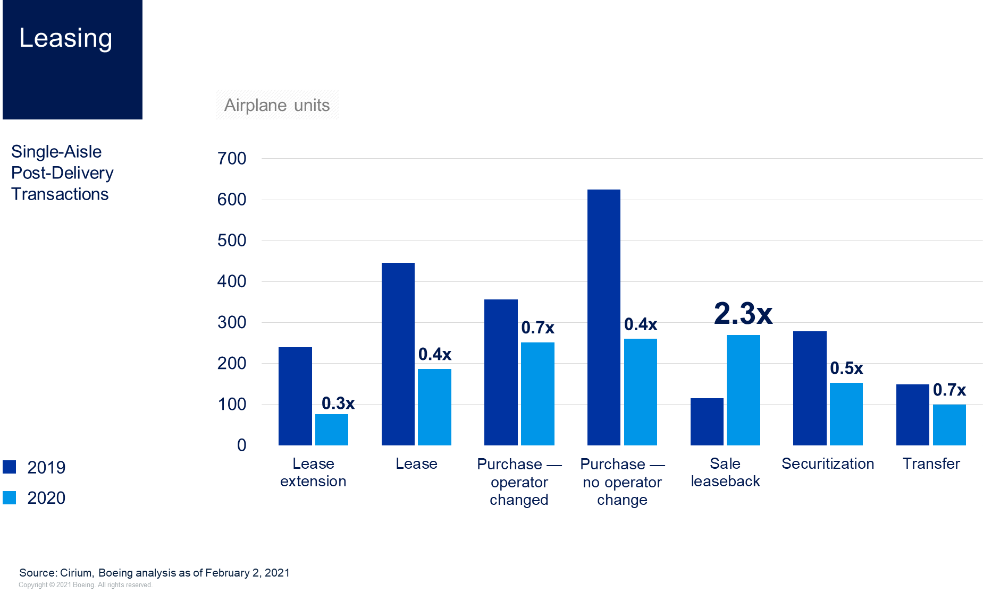 Leasing
Airplane units
Single-Aisle
Post-Delivery
Transactions
700
600
500
400
300
200
100
0
0.3x
0.4x
0.7x
0.4x
2.3x
0.5x
0.7x
Lease
extension
Lease
Purchase —
operator
changed
Purchase —
no operator
change
Sale
leaseback
Securitization
Transfer
2019
2020
Source: Cirium, Boeing analysis as of February 2, 2021
Copyright © 2021 Boeing. All rights reserved.